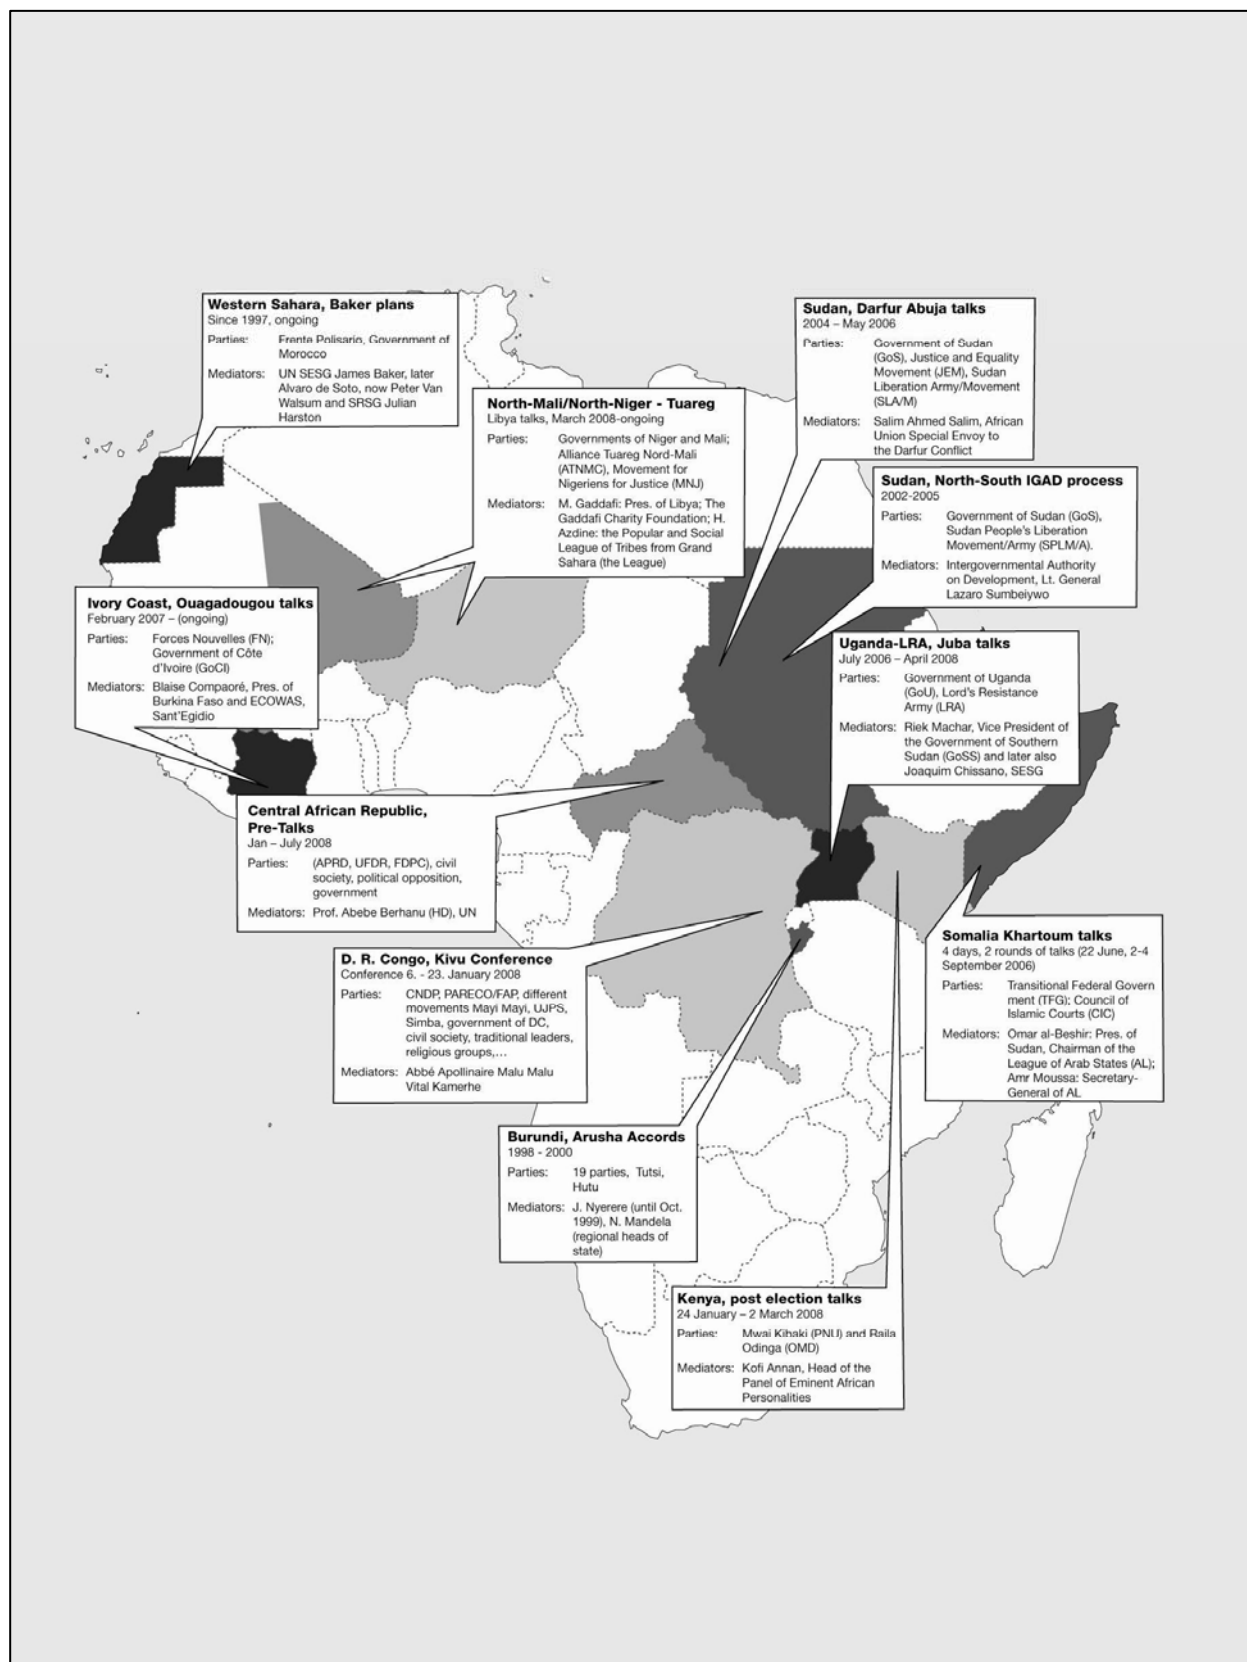 Western Sahara, Baker plans
Since 1997, ongoing
Parties: Frente Polisario, Government of
Morocco
Mediators: UN SESG James Baker, later
Alvaro de Soto, now Peter Van
Walsum and SRSG Julian
Harston
North-Mali/North-Niger - Tuareg
Libya talks, March 2008-ongoing
Parties: Governments of Niger and Mali;
Alliance Tuareg Nord-Mali
(ATNMC), Movement for
Nigeriens for Justice (MNJ)
Mediators: M. Gaddafi: Pres. of Libya; The
Gaddafi Charity Foundation; H.
Azdine: the Popular and Social
League of Tribes from Grand
Sahara (the League)
Sudan, Darfur Abuja talks
2004 – May 2006
Parties: Government of Sudan
(GoS), Justice and Equality
Movement (JEM), Sudan
Liberation Army/Movement
(SLA/M)
Mediators: Salim Ahmed Salim, African
Union Special Envoy to
the Darfur Conflict
Sudan, North-South IGAD process
2002-2005
Parties: Government of Sudan (GoS),
Sudan People's Liberation
Movement/Army (SPLM/A).
Mediators: Intergovernmental Authority
on Development, Lt. General
Lazaro Sumbeiywo
Ivory Coast, Ouagadougou talks
February 2007 – (ongoing)
Parties: Forces Nouvelles (FN);
Government of Côte
d'Ivoire (GoCI)
Mediators: Blaise Compaoré, Pres. of
Burkina Faso and ECOWAS,
Sant'Egidio
Uganda-LRA, Juba talks
July 2006 – April 2008
Parties: Government of Uganda
(GoU), Lord's Resistance
Army (LRA)
Mediators: Riek Machar, Vice President of
the Government of Southern
Sudan (GoSS) and later also
Joaquim Chissano, SESG
Central African Republic,
Pre-Talks
Jan – July 2008
Parties: (APRD, UFDR, FDPC), civil
society, political opposition,
government
Mediators: Prof. Abebe Berhanu (HD), UN
D. R. Congo, Kivu Conference
Conference 6. - 23. January 2008
Parties: CNDP, PARECO/FAP, different
movements Mayi Mayi, UJPS,
Simba, government of DC,
civil society, traditional leaders,
religious groups,...
Mediators: Abbé Apollinaire Malu Malu
Vital Kamerhe
Somalia Khartoum talks
4 days, 2 rounds of talks (22 June, 2-4
September 2006)
Parties: Transitional Federal Govern
ment (TFG); Council of
Islamic Courts (CIC)
Mediators: Omar al-Beshir: Pres. of
Sudan, Chairman of the
League of Arab States (AL);
Amr Moussa: Secretary-
General of AL
Burundi, Arusha Accords
1998 - 2000
Parties: 19 parties, Tutsi,
Hutu
Mediators: J. Nyerere (until Oct.
1999), N. Mandela
(regional heads of
state)
Kenya, post election talks
24 January – 2 March 2008
Parties: Mwai Kibaki (PNU) and Raila
Odinga (OMD)
Mediators: Kofi Annan, Head of the
Panel of Eminent African
Personalities